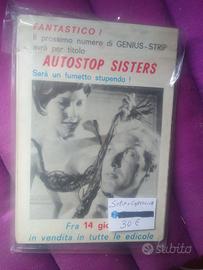 FANTASTICO !
Il prossimo numero di GENIUS-STRIP
avrà per titolo
AUTOSTOP SISTERS
Sarà un fumetto stupendo !
30 €
Fra 14 gio
in vendita in tutte le edicole
Subito